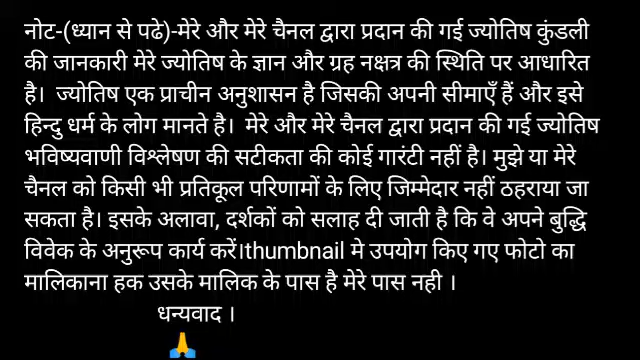 नोट-(ध्यान से पढे)-मेरे और मेरे चैनल द्वारा प्रदान की गई ज्योतिष कुंडली
की जानकारी मेरे ज्योतिष के ज्ञान और ग्रह नक्षत्र की स्थिति पर आधारित
है। ज्योतिष एक प्राचीन अनुशासन है जिसकी अपनी सीमाएँ हैं और इसे
हिन्दु धर्म के लोग मानते है। मेरे और मेरे चैनल द्वारा प्रदान की गई ज्योतिष
भविष्यवाणी विश्लेषण की सटीकता की कोई गारंटी नहीं है। मुझे या मेरे
चैनल को किसी भी प्रतिकूल परिणामों के लिए जिम्मेदार नहीं ठहराया जा
सकता है। इसके अलावा, दर्शकों को सलाह दी जाती है कि वे अपने बुद्धि
विवेक के अनुरूप कार्य करें।thumbnail मे उपयोग किए गए फोटो का
मालिकाना हक उसके मालिक के पास है मेरे पास नही ।
धन्यवाद ।
🙏